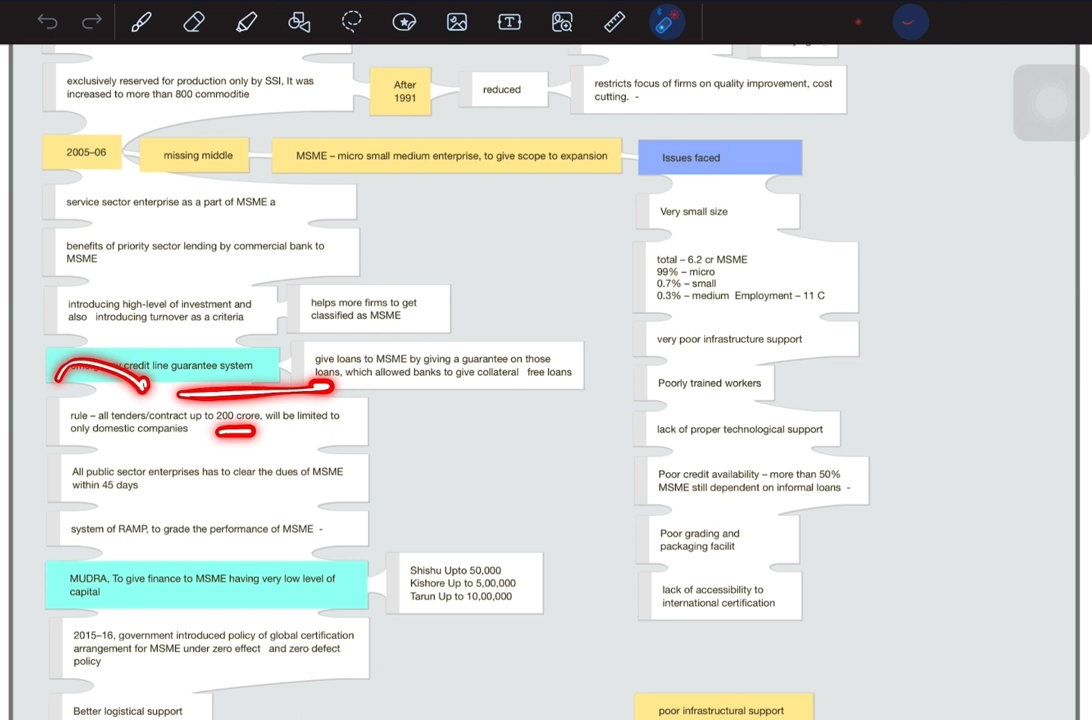 exclusively reserved for production only by SSI, It was
increased to more than 800 commoditie
After
1991
reduced
restricts focus of firms on quality improvement, cost
cutting. -
2005–06
missing middle
MSME – micro small medium enterprise, to give scope to expansion
Issues faced
service sector enterprise as a part of MSME a
benefits of priority sector lending by commercial bank to
MSME
introducing high-level of investment and
also introducing turnover as a criteria
helps more firms to get
classified as MSME
credit line guarantee system
give loans to MSME by giving a guarantee on those
loans, which allowed banks to give collateral free loans
rule – all tenders/contract up to 200 crore, will be limited to
only domestic companies
All public sector enterprises has to clear the dues of MSME
within 45 days
system of RAMP, to grade the performance of MSME -
MUDRA, To give finance to MSME having very low level of
capital
Shishu Upto 50,000
Kishore Up to 5,00,000
Tarun Up to 10,00,000
2015–16, government introduced policy of global certification
arrangement for MSME under zero effect and zero defect
policy
Better logistical support
Very small size
total – 6.2 cr MSME
99% – micro
0.7% – small
0.3% – medium Employment – 11 C
very poor infrastructure support
Poorly trained workers
lack of proper technological support
Poor credit availability – more than 50%
MSME still dependent on informal loans -
Poor grading and
packaging facilit
lack of accessibility to
international certification
poor infrastructural support